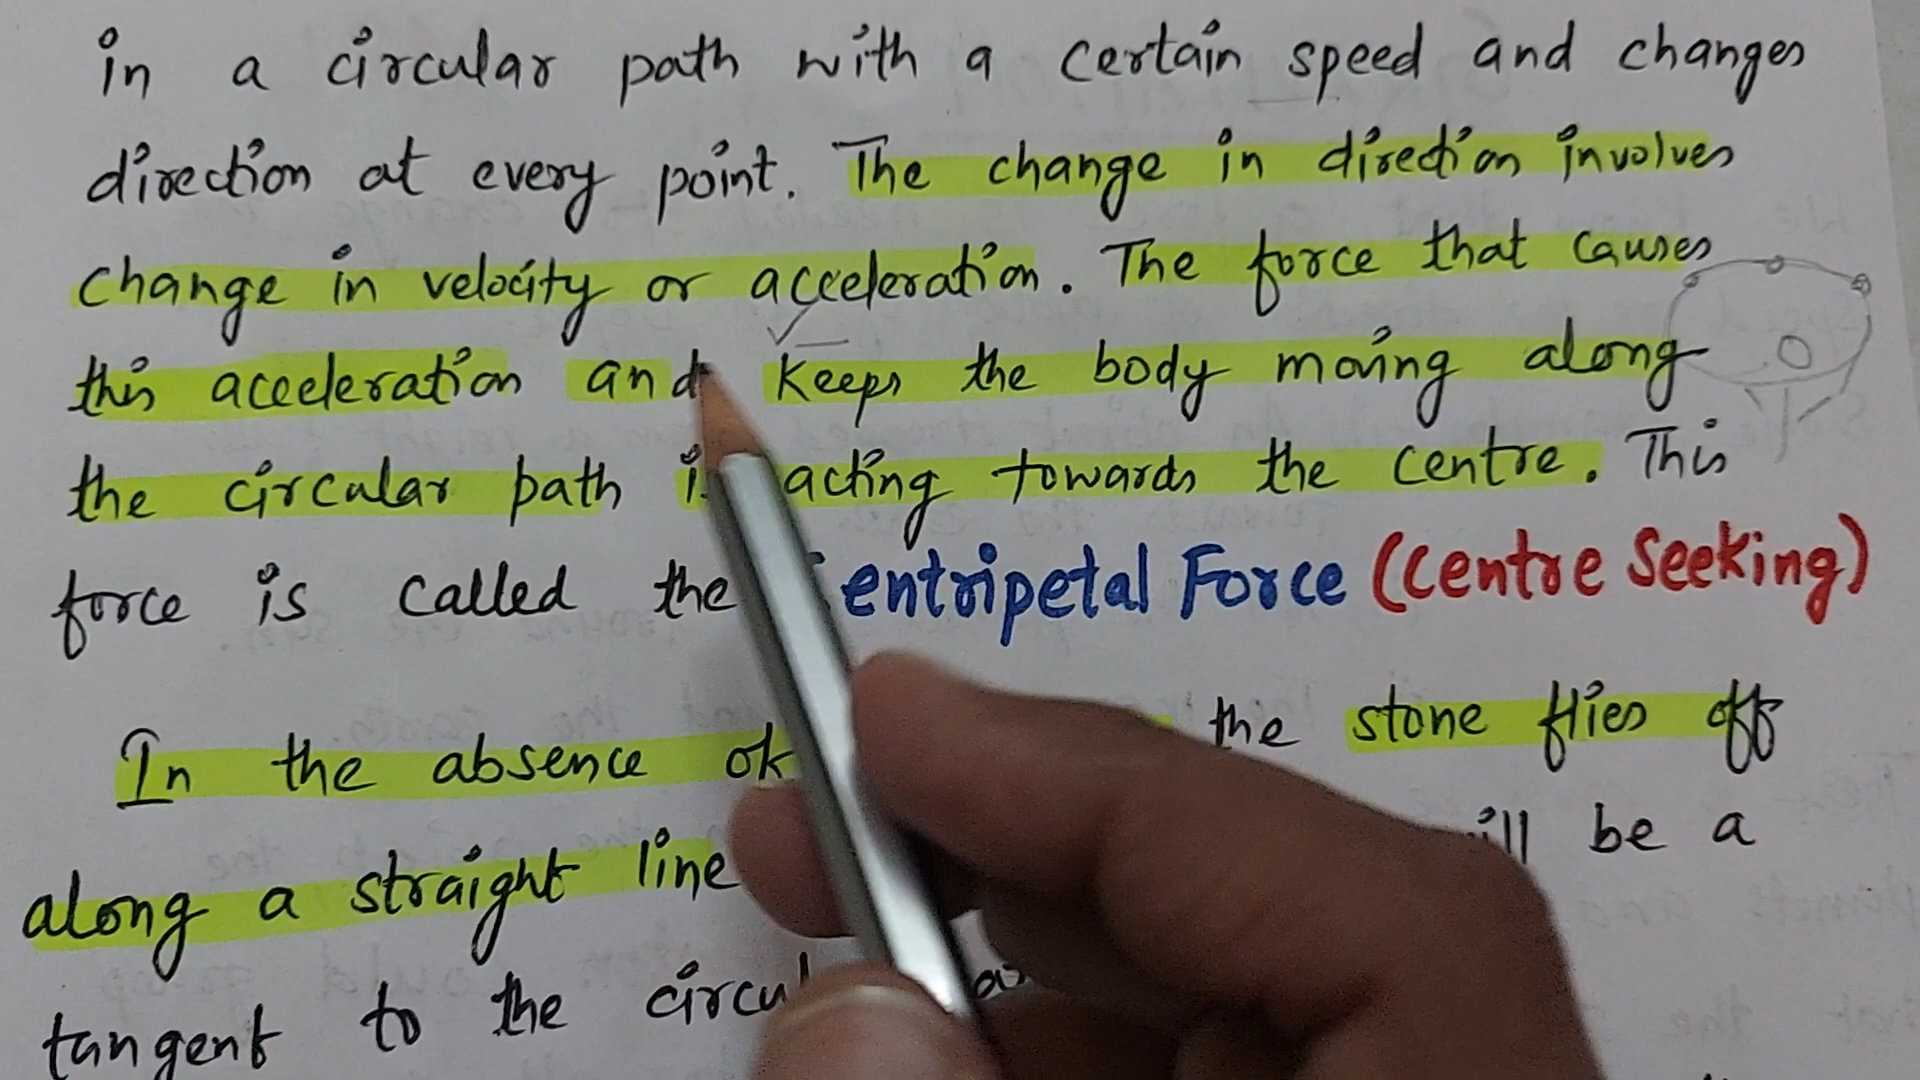 in a circular path with a certain speed and changes
direction at every point. The change in direction involves
change in velocity or acceleration. The force that causes
this acceleration and keeps the body moving along
the circular path acting towards the centre. This
force is called the Centripetal Force (Centre Seeking)
In the absence of the stone flies off
along a straight line will be a
tangent to the